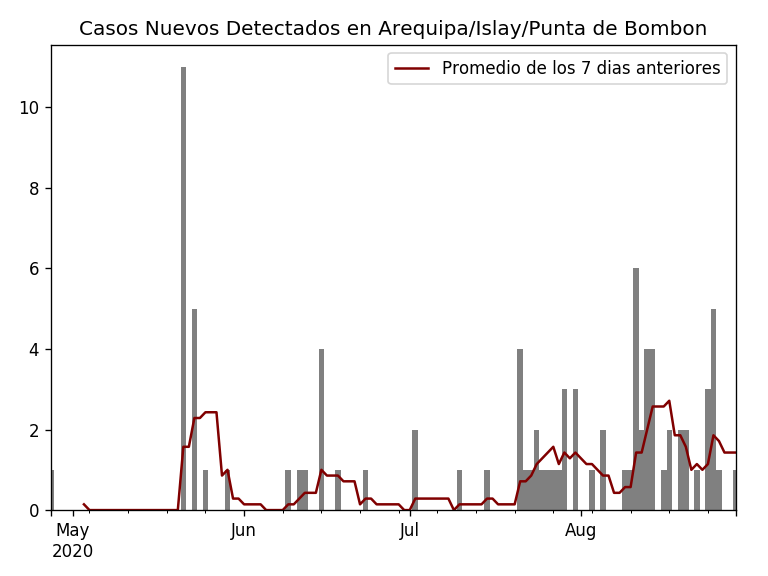 Casos Nuevos Detectados en Arequipa/Islay/Punta de Bombon
Promedio de los 7 dias anteriores
10
8
6
4
2
0
May Jun Jul Aug
2020